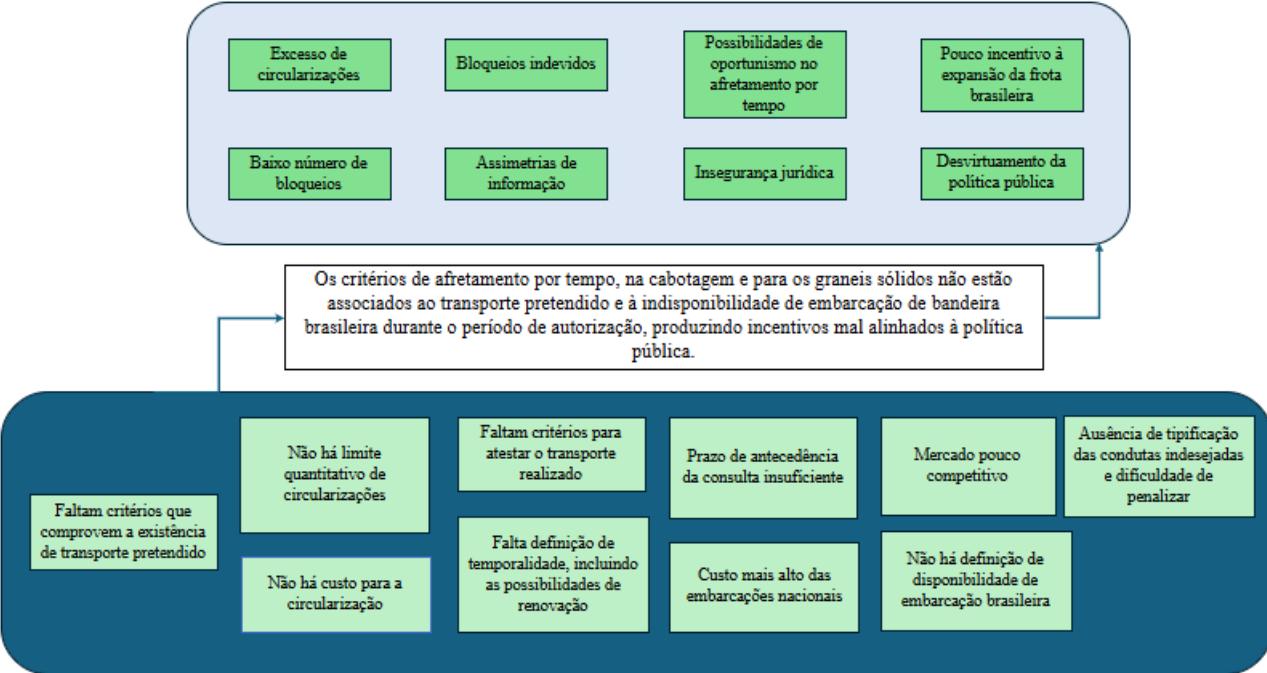 Excesso de
circularizações
Bloqueios indevidos
Possibilidades de
oportunismo no
afretamento por
tempo
Pouco incentivo à
expansão da frota
brasileira
Baixo número de
bloqueios
Assimetrias de
informação
Insegurança jurídica
Desvirtuamento da
política pública
Os critérios de afretamento por tempo, na cabotagem e para os graneis sólidos não estão
associados ao transporte pretendido e à indisponibilidade de embarcação de bandeira
brasileira durante o período de autorização, produzindo incentivos mal alinhados à política
pública.
Faltam critérios que
comprovem a existência
de transporte pretendido
Não há limite
quantitativo de
circularizações
Faltam critérios para
atestar o transporte
realizado
Prazo de antecedência
da consulta insuficiente
Mercado pouco
competitivo
Ausência de tipificação
das condutas indesejadas
e dificuldade de
penalizar
Não há custo para a
circularização
Falta definição de
temporalidade, incluindo
as possibilidades de
renovação
Custo mais alto das
embarcações nacionais
Não há definição de
disponibilidade de
embarcação brasileira